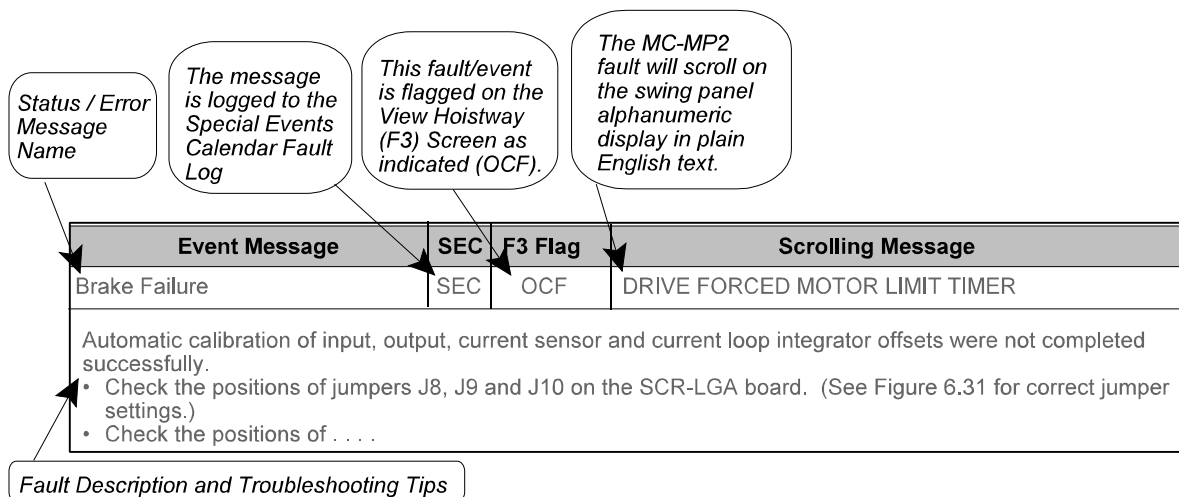 Status / Error
Message
Name
The message
is logged to the
Special Events
Calendar Fault
Log
This fault/event
is flagged on the
View Hoistway
(F3) Screen as
indicated (OCF).
The MC-MP2
fault will scroll on
the swing panel
alphanumeric
display in plain
English text.
Event Message SEC F3 Flag Scrolling Message
Brake Failure SEC OCF DRIVE FORCED MOTOR LIMIT TIMER
Automatic calibration of input, output, current sensor and current loop integrator offsets were not completed
successfully.
• Check the positions of jumpers J8, J9 and J10 on the SCR-LGA board. (See Figure 6.31 for correct jumper
settings.)
• Check the positions of . . . .
Fault Description and Troubleshooting Tips